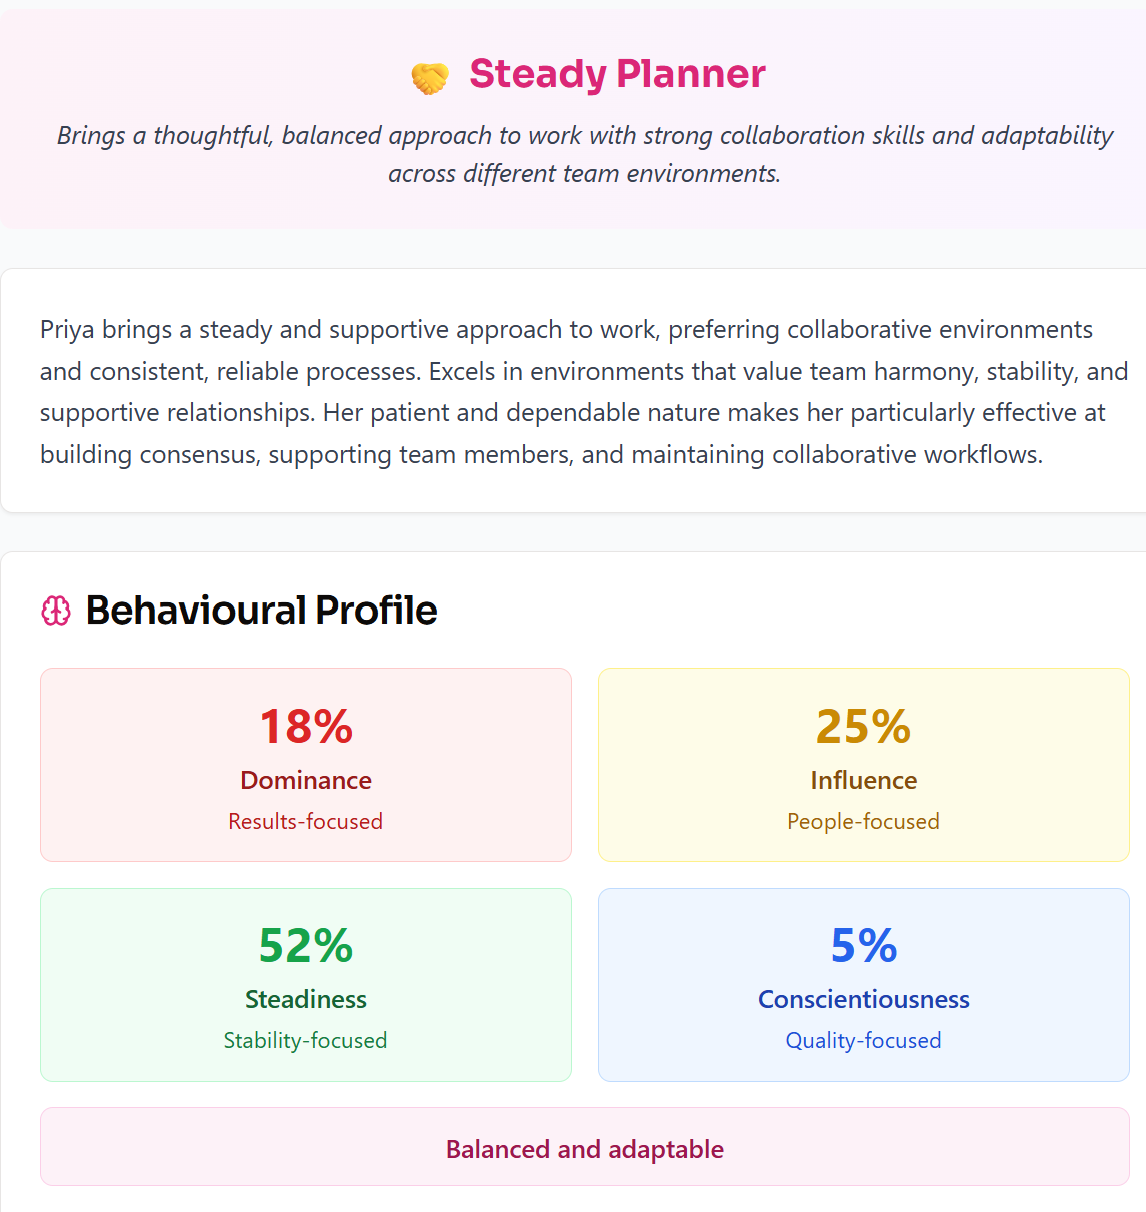 Steady Planner
Brings a thoughtful, balanced approach to work with strong collaboration skills and adaptability
across different team environments.
Priya brings a steady and supportive approach to work, preferring collaborative environments
and consistent, reliable processes. Excels in environments that value team harmony, stability, and
supportive relationships. Her patient and dependable nature makes her particularly effective at
building consensus, supporting team members, and maintaining collaborative workflows.
Behavioural Profile
18%
Dominance
Results-focused
25%
Influence
People-focused
52%
Steadiness
Stability-focused
5%
Conscientiousness
Quality-focused
Balanced and adaptable